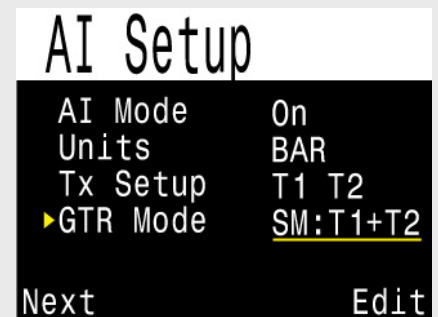 AI Setup
AI Mode On
Units BAR
Tx Setup T1 T2
GTR Mode SM:T1+T2
Next Edit